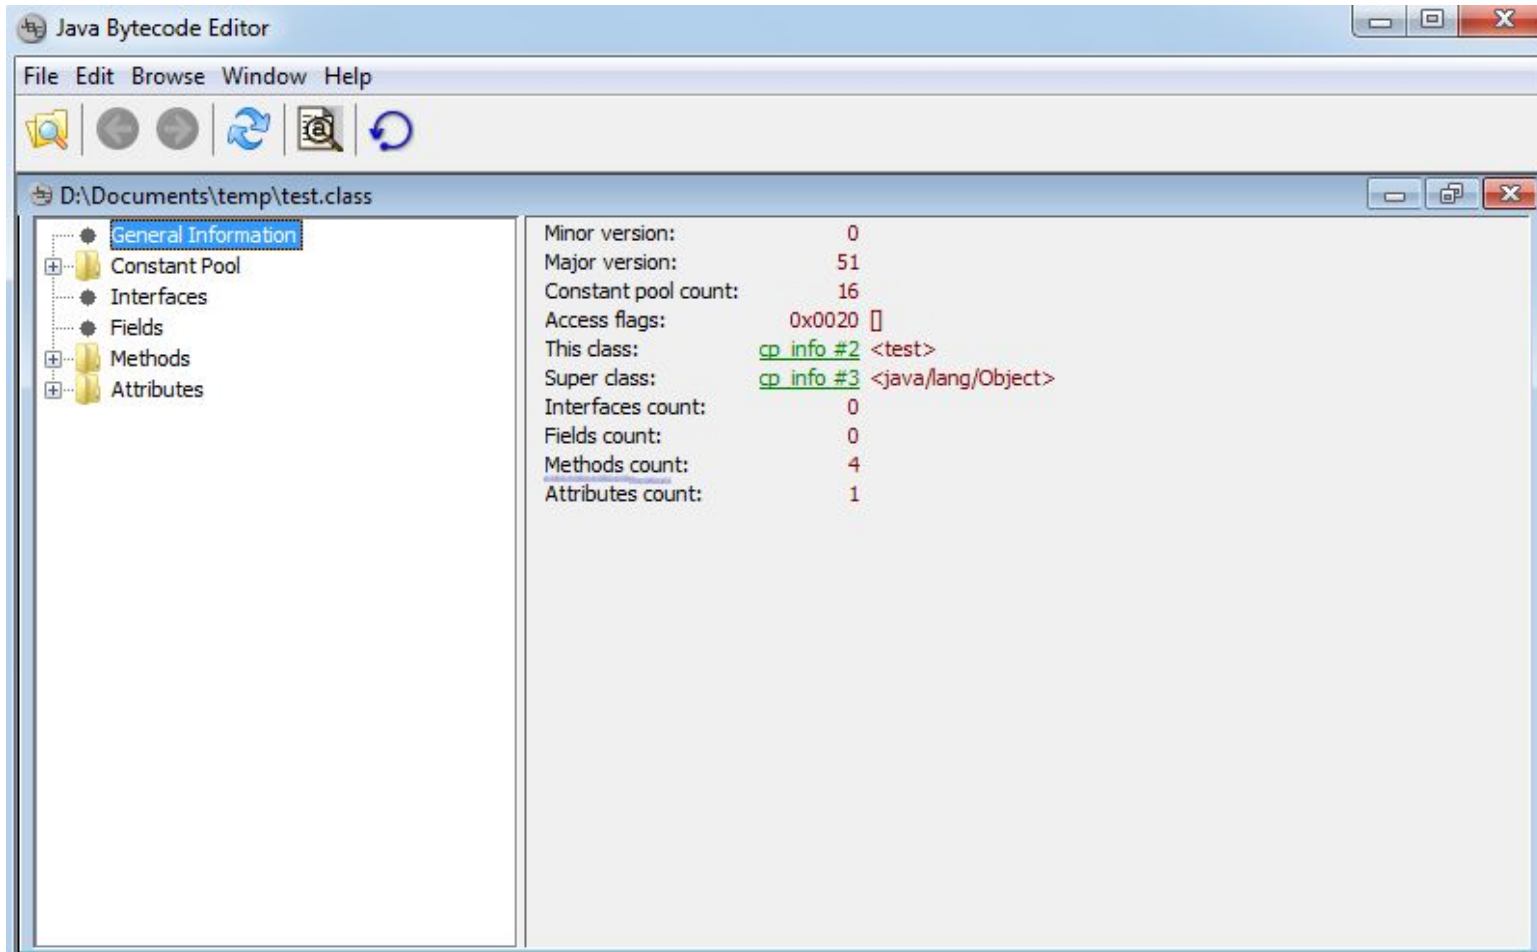 Java Bytecode Editor
File Edit Browse Window Help
D:\Documents\temp\test.class
General Information
Constant Pool
Interfaces
Fields
Methods
Attributes
Minor version: 0
Major version: 51
Constant pool count: 16
Access flags: 0x0020 []
This class: cp info #2 <test>
Super class: cp info #3 <java/lang/Object>
Interfaces count: 0
Fields count: 0
Methods count: 4
Attributes count: 1